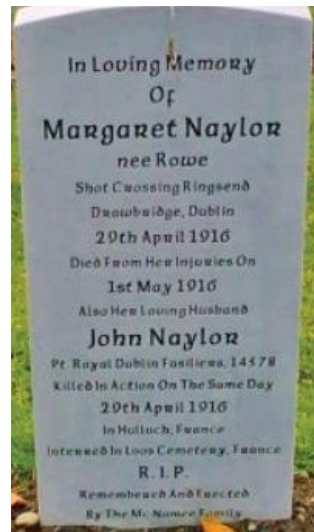 In Loving Memory
Of
Margaret Naylor
nee Rowe
Shot Crossing Ringsend
Drawbridge, Dublin
29th April 1916
Died From Her Injuries On
1st May 1916
Also Her Loving Husband
John Naylor
Pt. Royal Dublin Fusiliers, 14578
Killed In Action On The Same Day
29th April 1916
In Hulluch, France
Interred In Loos Cemetery, France
R.I.P.
Remembered And Erected
By The Mc Namee Family